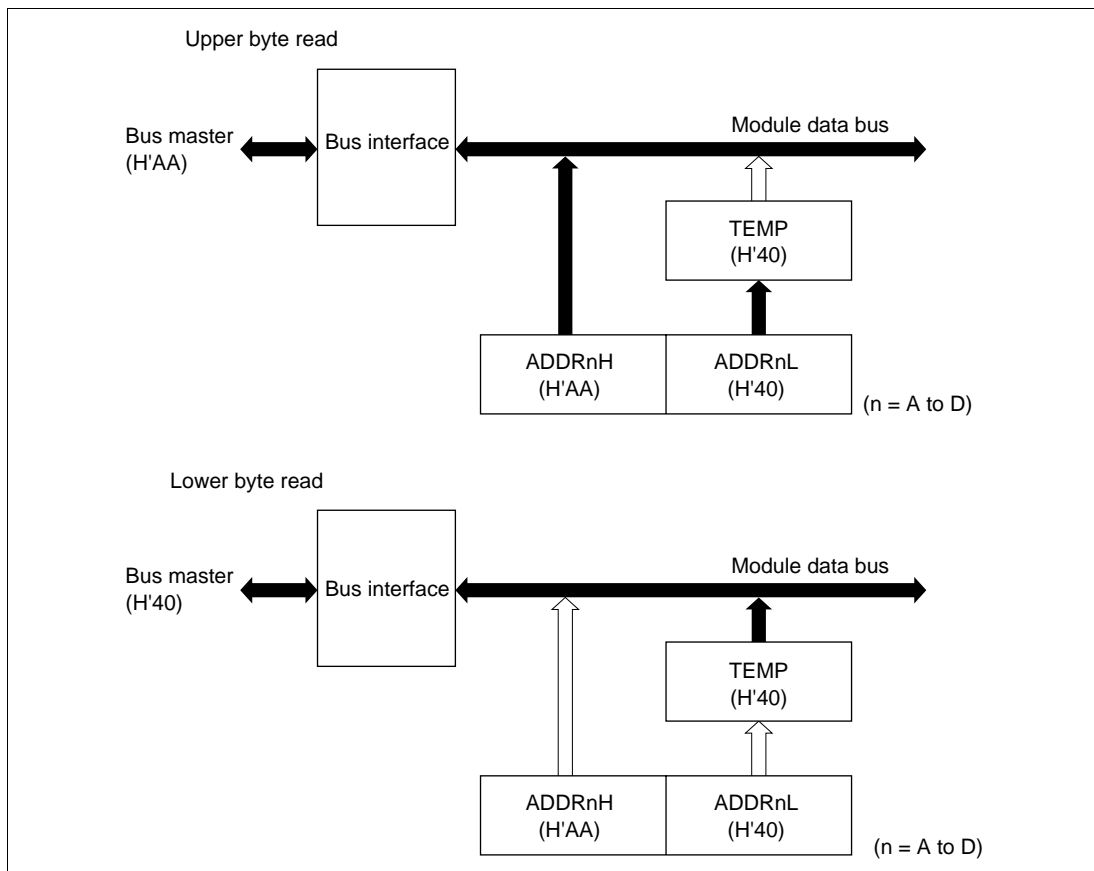 Upper byte read
Bus master
(H'AA)
Bus interface
Module data bus
TEMP
(H'40)
ADDRnH
(H'AA)
ADDRnL
(H'40)
(n = A to D)
Lower byte read
Bus master
(H'40)
Bus interface
Module data bus
TEMP
(H'40)
ADDRnH
(H'AA)
ADDRnL
(H'40)
(n = A to D)